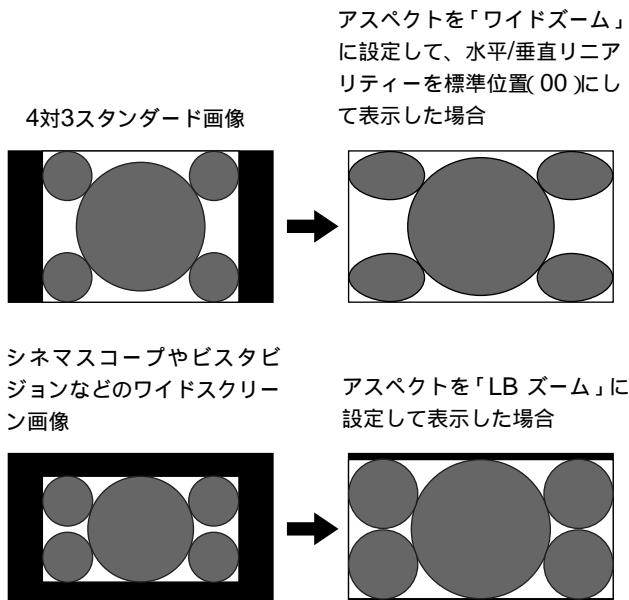 アスペクトを「ワイドズーム」
に設定して、水平/垂直リニア
リティーを標準位置( 00 )にし
て表示した場合
4対3スタンダード画像
シネマスコープやビスタビ
ジョンなどのワイドスクリー
ン画像
アスペクトを「LB ズーム」に
設定して表示した場合